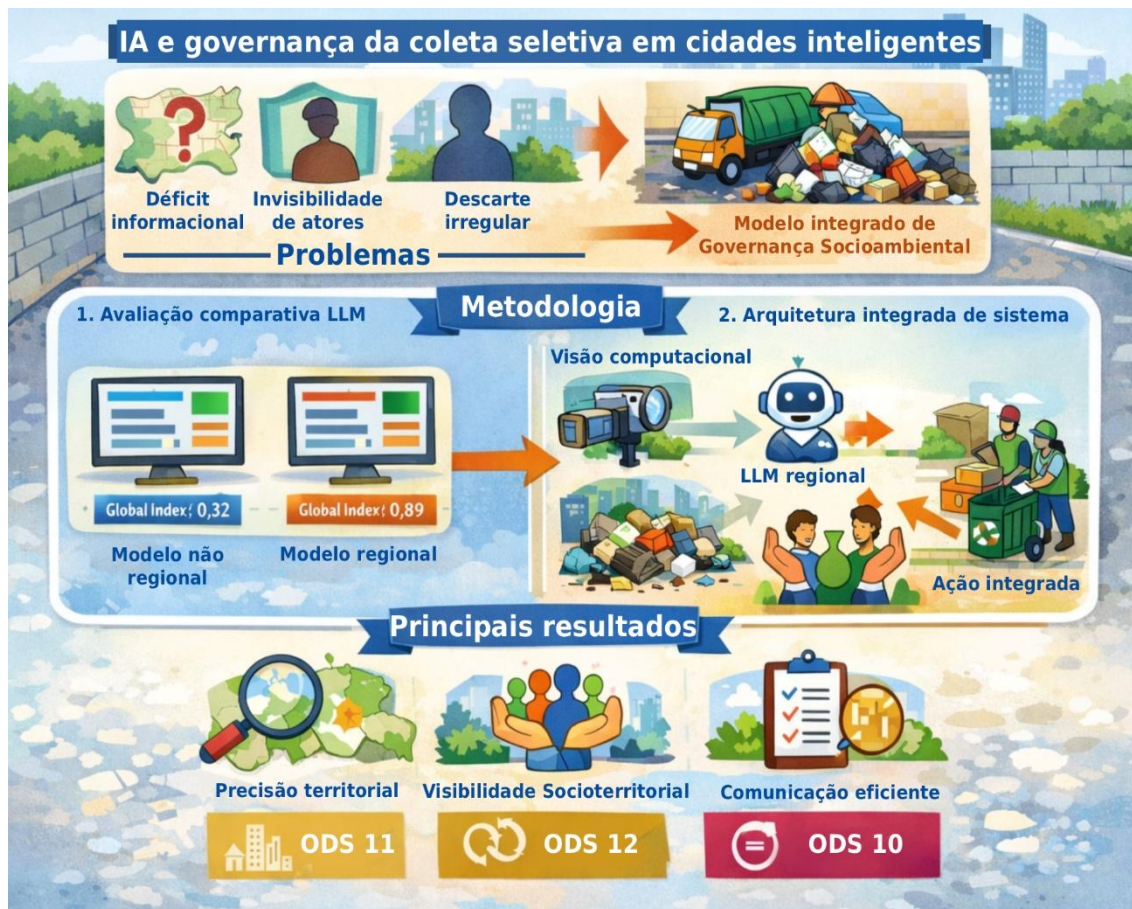 IA e governança da coleta seletiva em cidades inteligentes
Déficit
informacional
Invisibilidade
de atores
Descarte
irregular
Problemas
Modelo integrado de
Governança Socioambiental
Metodologia
1. Avaliação comparativa LLM
2. Arquitetura integrada de sistema
Global Index: 0,32
Global Index: 0,89
Modelo não
regional
Modelo regional
Visão computacional
LLM regional
Ação integrada
Principais resultados
Precisão territorial
Visibilidade Socioterritorial
Comunicação eficiente
ODS 11
ODS 12
ODS 10